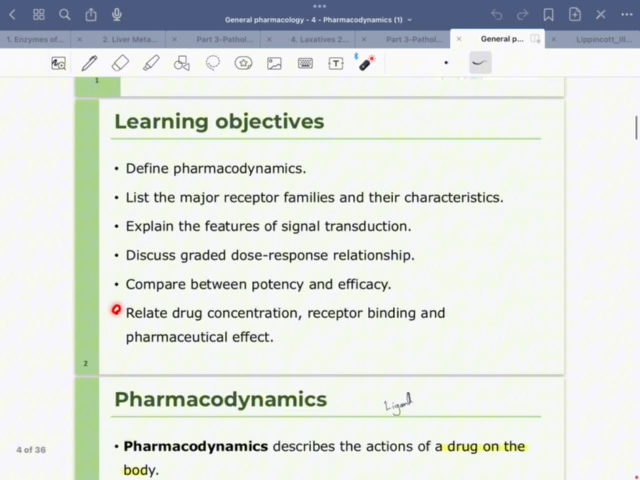 General pharmacology - 4 - Pharmacodynamics (1)
1. Enzymes of...
2. Liver Meta...
Part 3-Pathol...
4. Laxatives 2...
Part 3-Pathol...
General p...
Lippincott_Ill...
1
Learning objectives
• Define pharmacodynamics.
• List the major receptor families and their characteristics.
• Explain the features of signal transduction.
• Discuss graded dose-response relationship.
• Compare between potency and efficacy.
Relate drug concentration, receptor binding and
pharmaceutical effect.
2
Pharmacodynamics
Ligand
4 of 36
• Pharmacodynamics describes the actions of a drug on the
body.